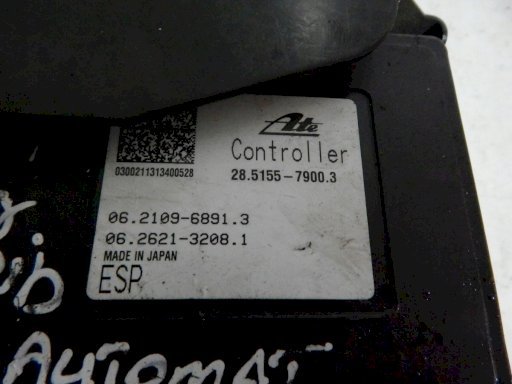 Ate
Controller
0300211313400528
28.5155-7900.3
06.2109-6891.3
06.2621-3208.1
MADE IN JAPAN
ESP
AUTOMAT